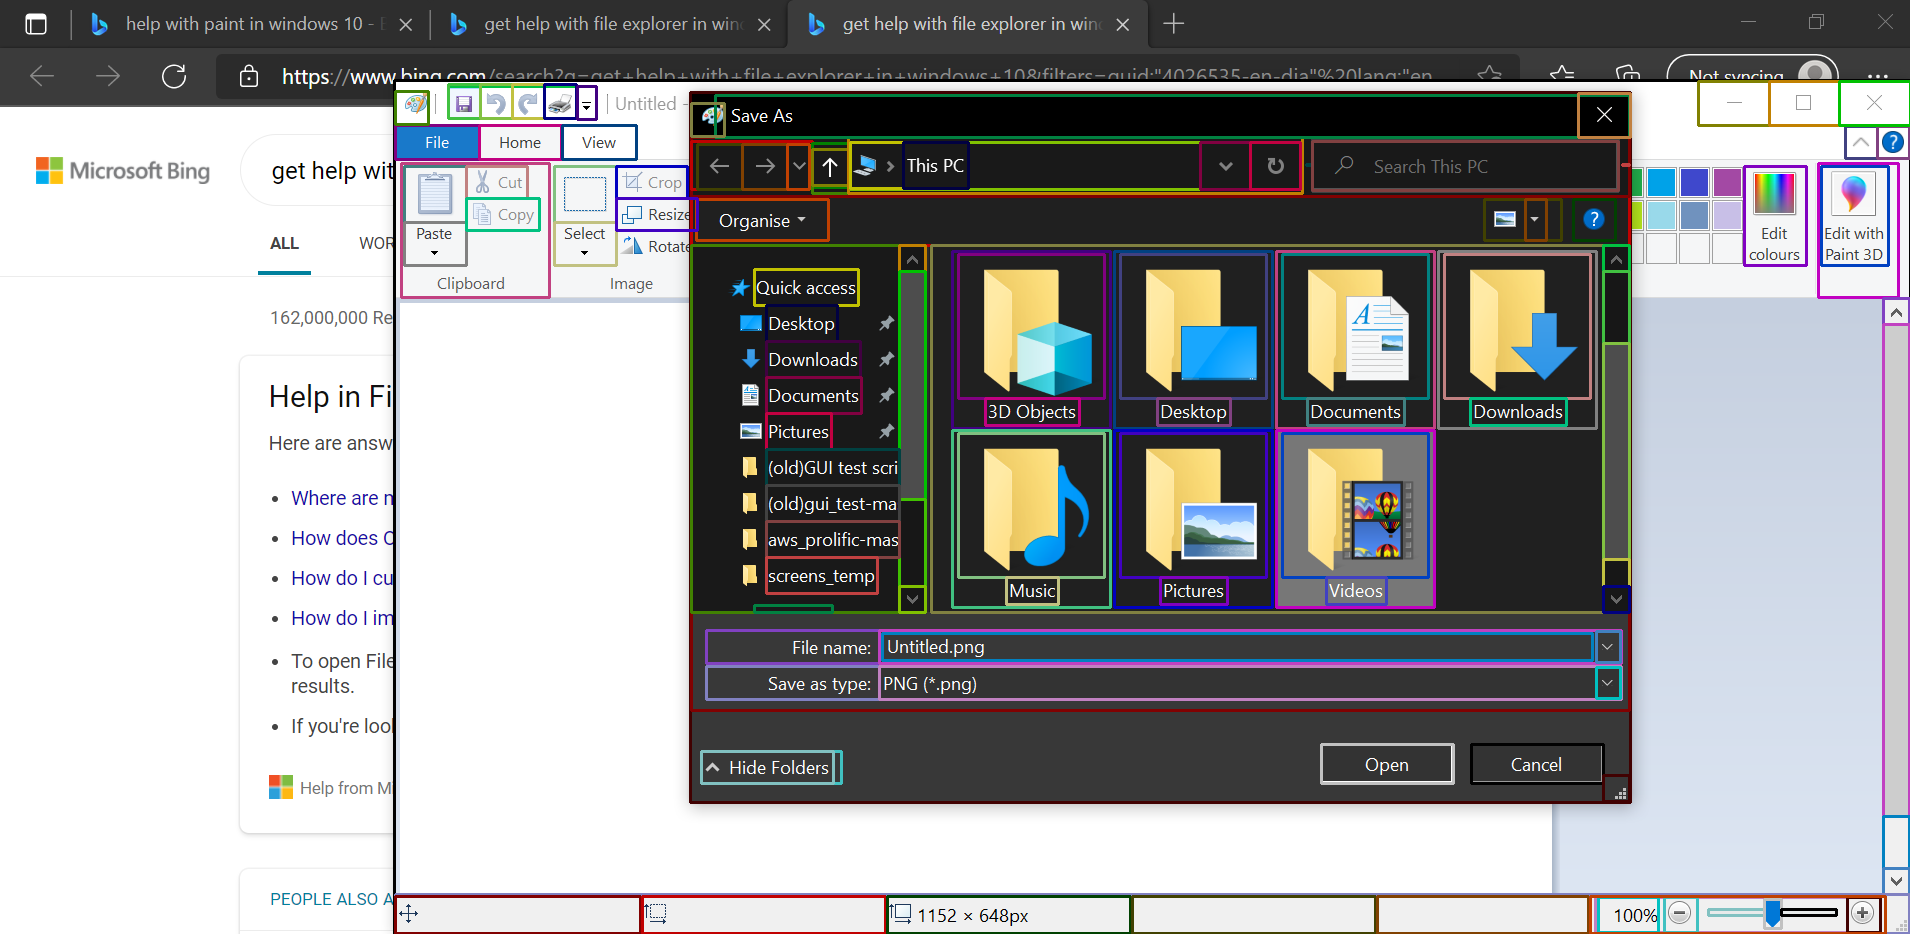 help with paint in windows 10 -
get help with file explorer in win
get help with file explorer in win
https://www.bing.com/search?q=get+help+with+file+explorer+in+windows+10&filters=guid:"4026535-en-dia"%20lang:"en
Not syncing
Microsoft Bing
get help wit
ALL
WOR
162,000,000 Re
Help in Fi
Here are answ
Where are n
How does C
How do I cu
How do I im
To open File
results.
If you're loo
Help from Mi
PEOPLE ALSO A
Untitled -
File
Home
View
Paste
Cut
Copy
Clipboard
Select
Crop
Resize
Rotate
Image
Edit colours
Edit with Paint 3D
Save As
This PC
Search This PC
Organise
Quick access
Desktop
Downloads
Documents
Pictures
(old)GUI test scri
(old)gui_test-ma
aws_prolific-mas
screens_temp
3D Objects
Desktop
Documents
Downloads
Music
Pictures
Videos
File name: Untitled.png
Save as type: PNG (*.png)
Hide Folders
Open
Cancel
1152 × 648px
100%